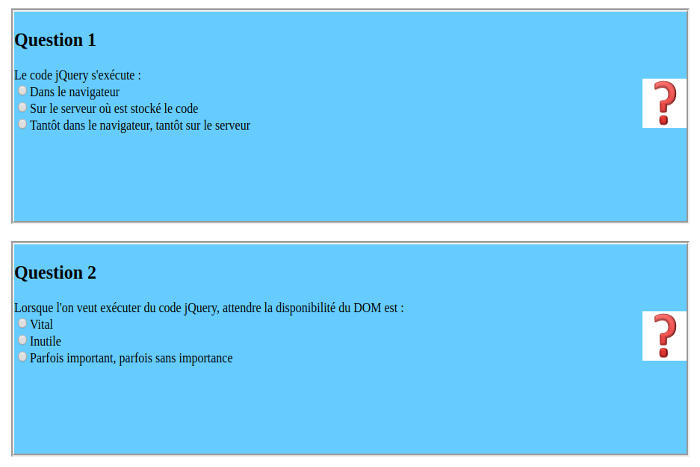 Question 1
Le code jQuery s'exécute :
Dans le navigateur
Sur le serveur où est stocké le code
Tantôt dans le navigateur, tantôt sur le serveur
?
Question 2
Lorsque l'on veut exécuter du code jQuery, attendre la disponibilité du DOM est :
Vital
Inutile
Parfois important, parfois sans importance
?